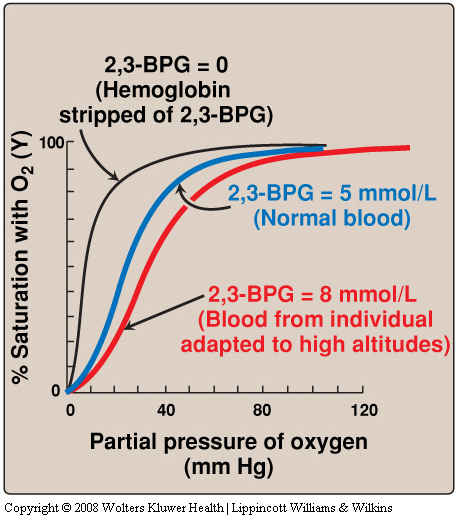 2,3-BPG = 0
(Hemoglobin
stripped of 2,3-BPG)
100
% Saturation with O₂ (Y)
2,3-BPG = 5 mmol/L
(Normal blood)
2,3-BPG = 8 mmol/L
(Blood from individual
adapted to high altitudes)
0
0 40 80 120
Partial pressure of oxygen
(mm Hg)
Copyright © 2008 Wolters Kluwer Health | Lippincott Williams & Wilkins